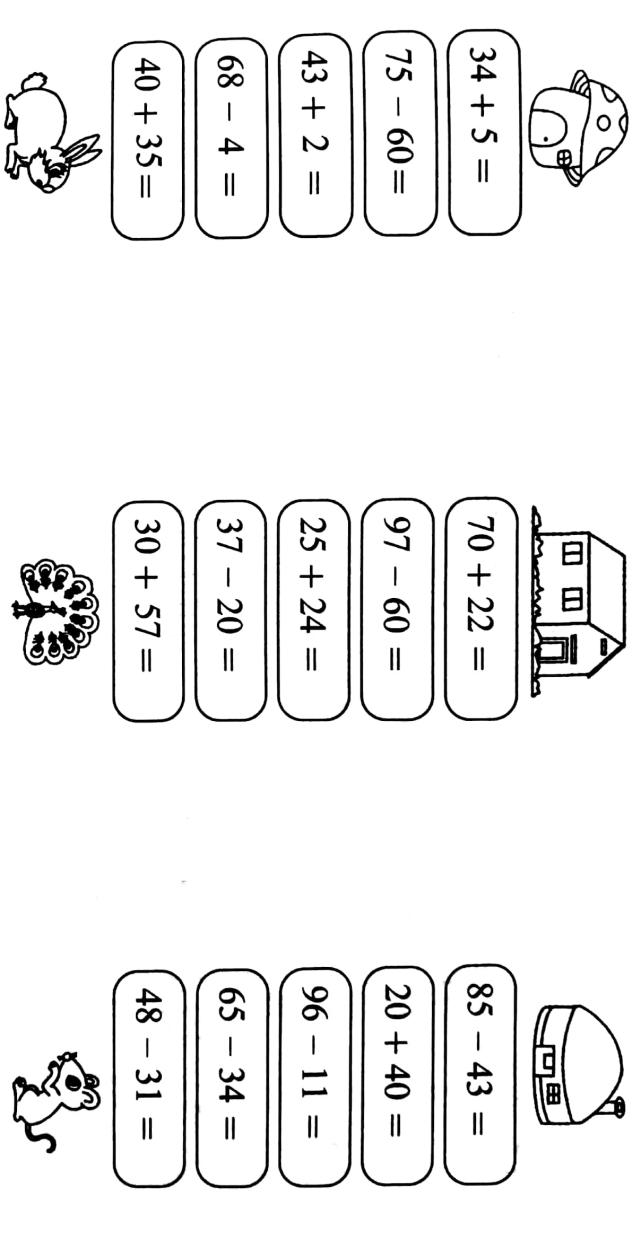 34 + 5 =
75 – 60=
43 + 2 =
68 – 4 =
40 + 35=
70 + 22 =
97 – 60 =
25 + 24 =
37 – 20 =
30 + 57 =
85 – 43 =
20 + 40 =
96 – 11 =
65 – 34 =
48 – 31 =